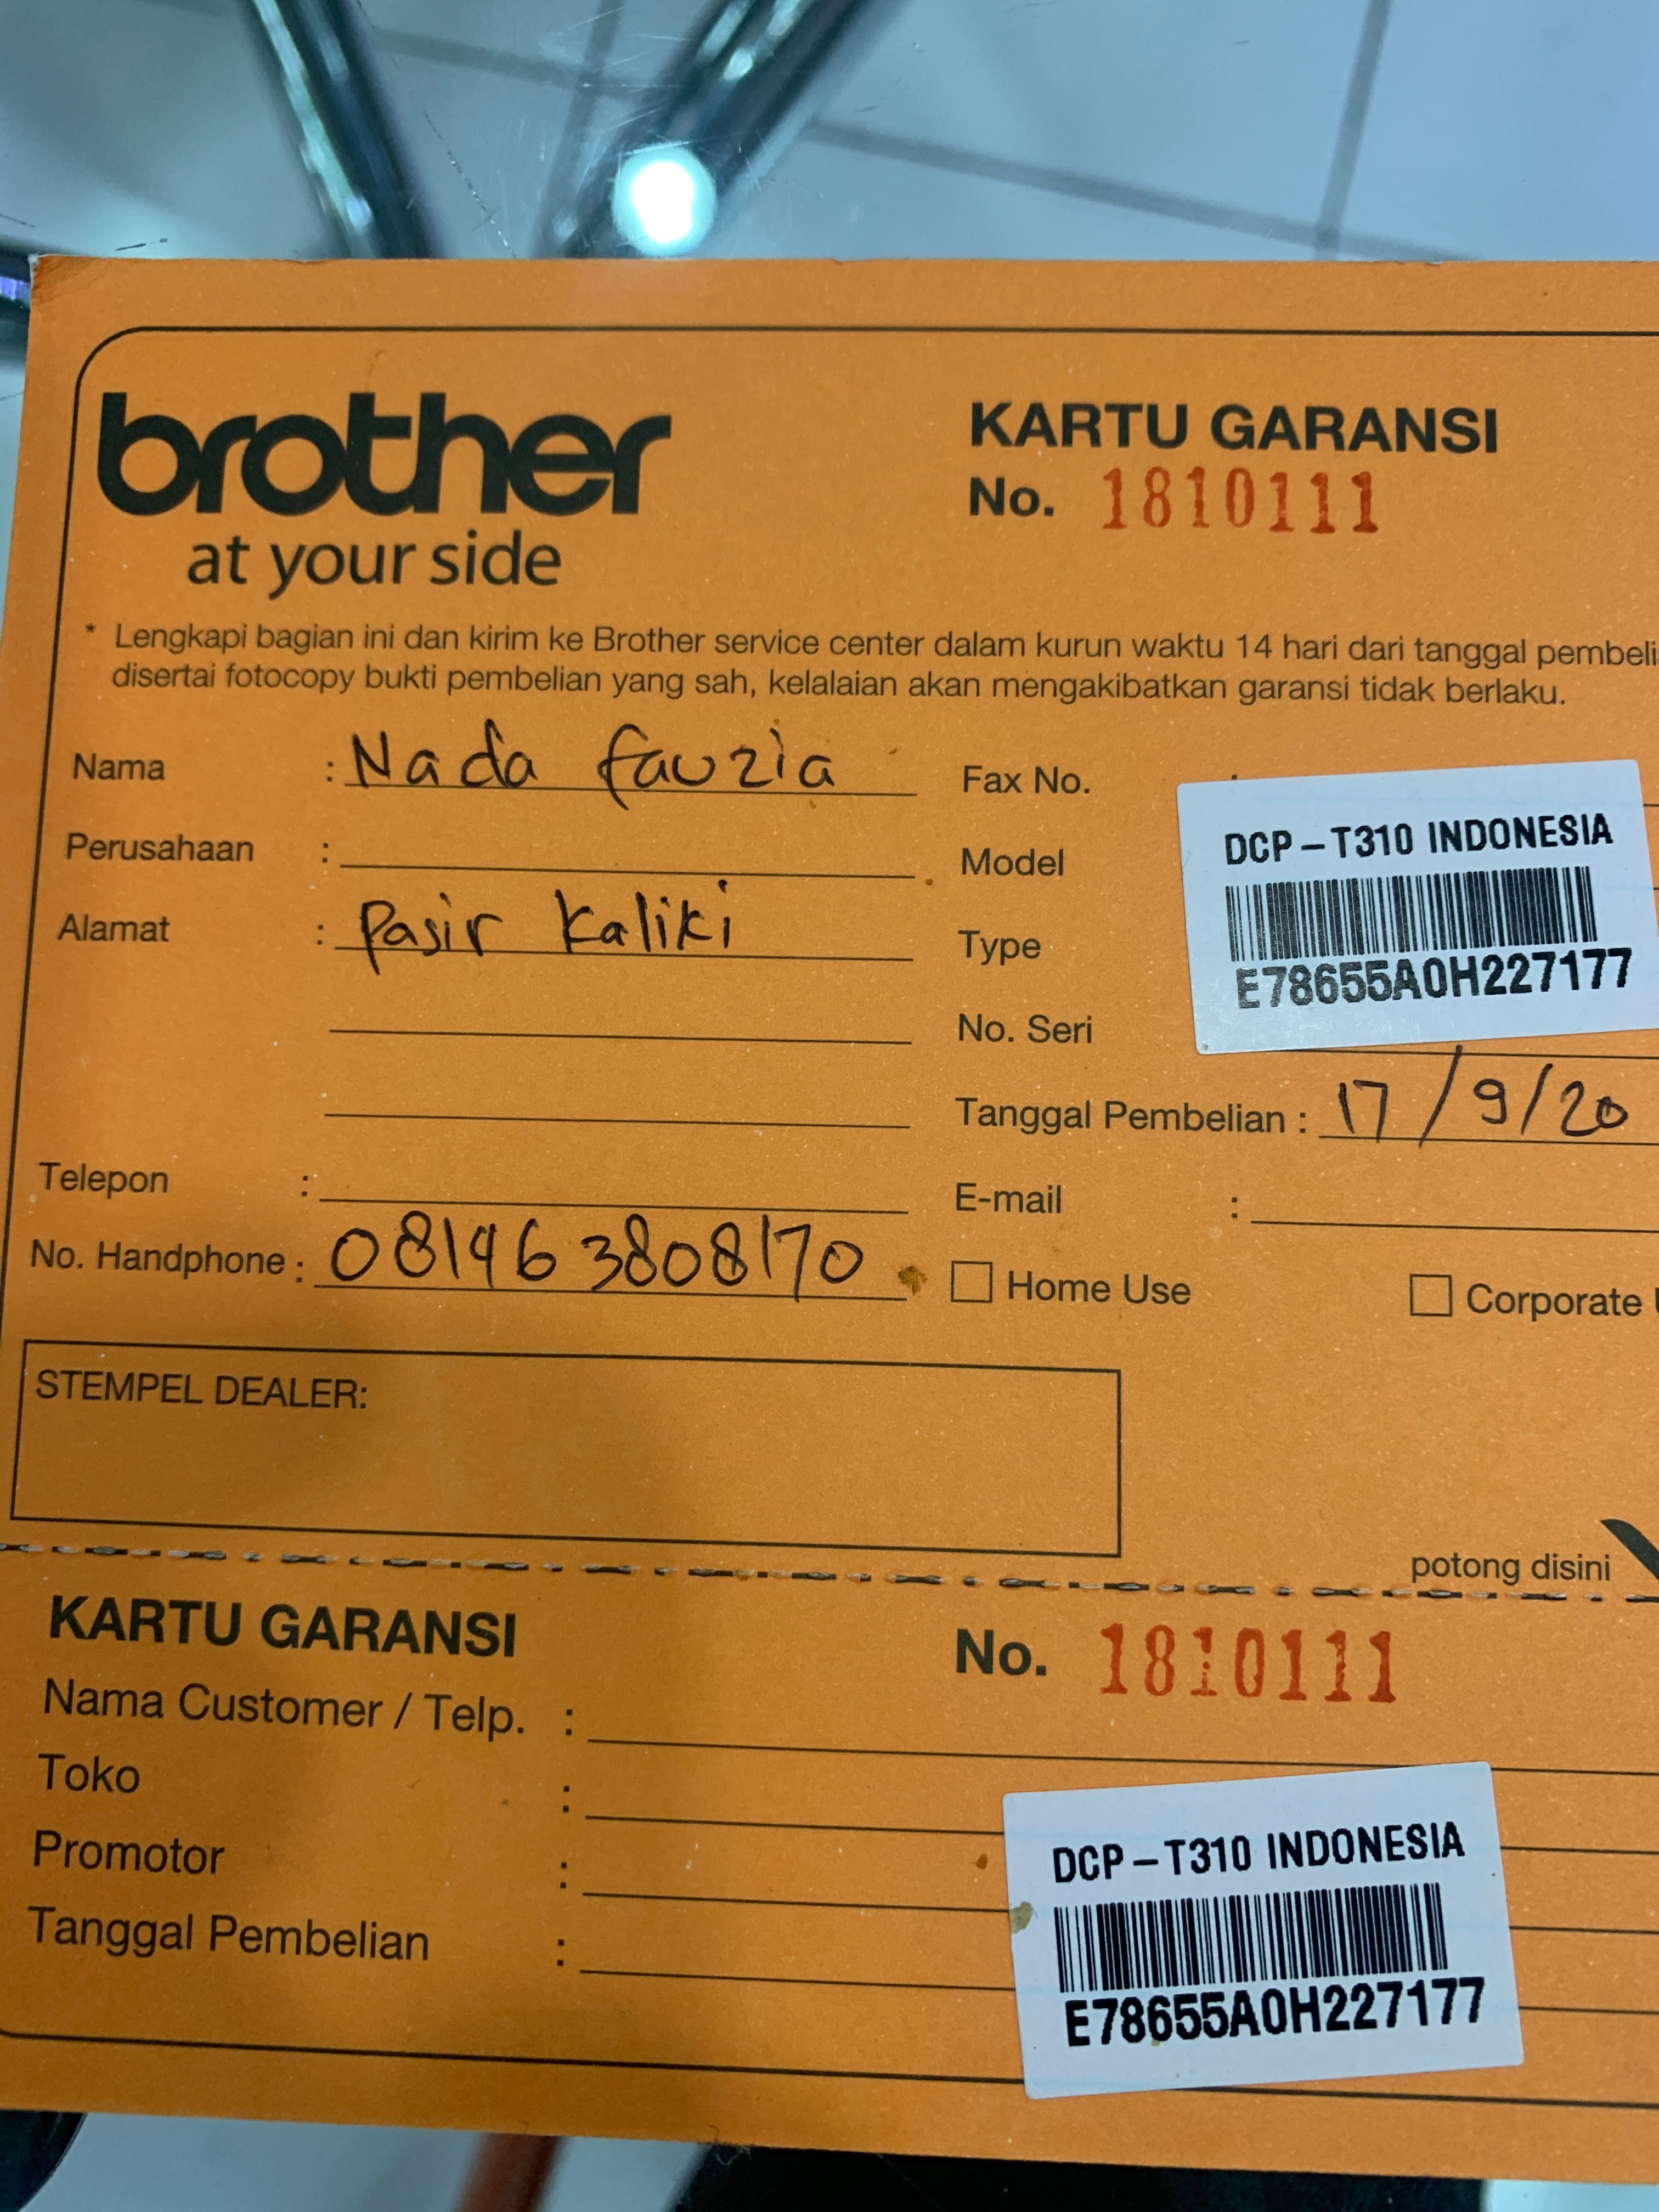 brother
at your side
KARTU GARANSI
No. 1810111
* Lengkapi bagian ini dan kirim ke Brother service center dalam kurun waktu 14 hari dari tanggal pembeli
disertai fotocopy bukti pembelian yang sah, kelalaian akan mengakibatkan garansi tidak berlaku.
Nama : Nada fauzia
Perusahaan :
Alamat : Pasir Kaliki
Telepon :
No. Handphone : 081463808170
Fax No. :
Model
Type
No. Seri
DCP-T310 INDONESIA
E78655A0H227177
Tanggal Pembelian : 17/9/20
E-mail :
Home Use
Corporate
STEMPEL DEALER:
potong disini
KARTU GARANSI
No. 1810111
Nama Customer / Telp. :
Toko :
Promotor :
Tanggal Pembelian :
DCP-T310 INDONESIA
E78655A0H227177